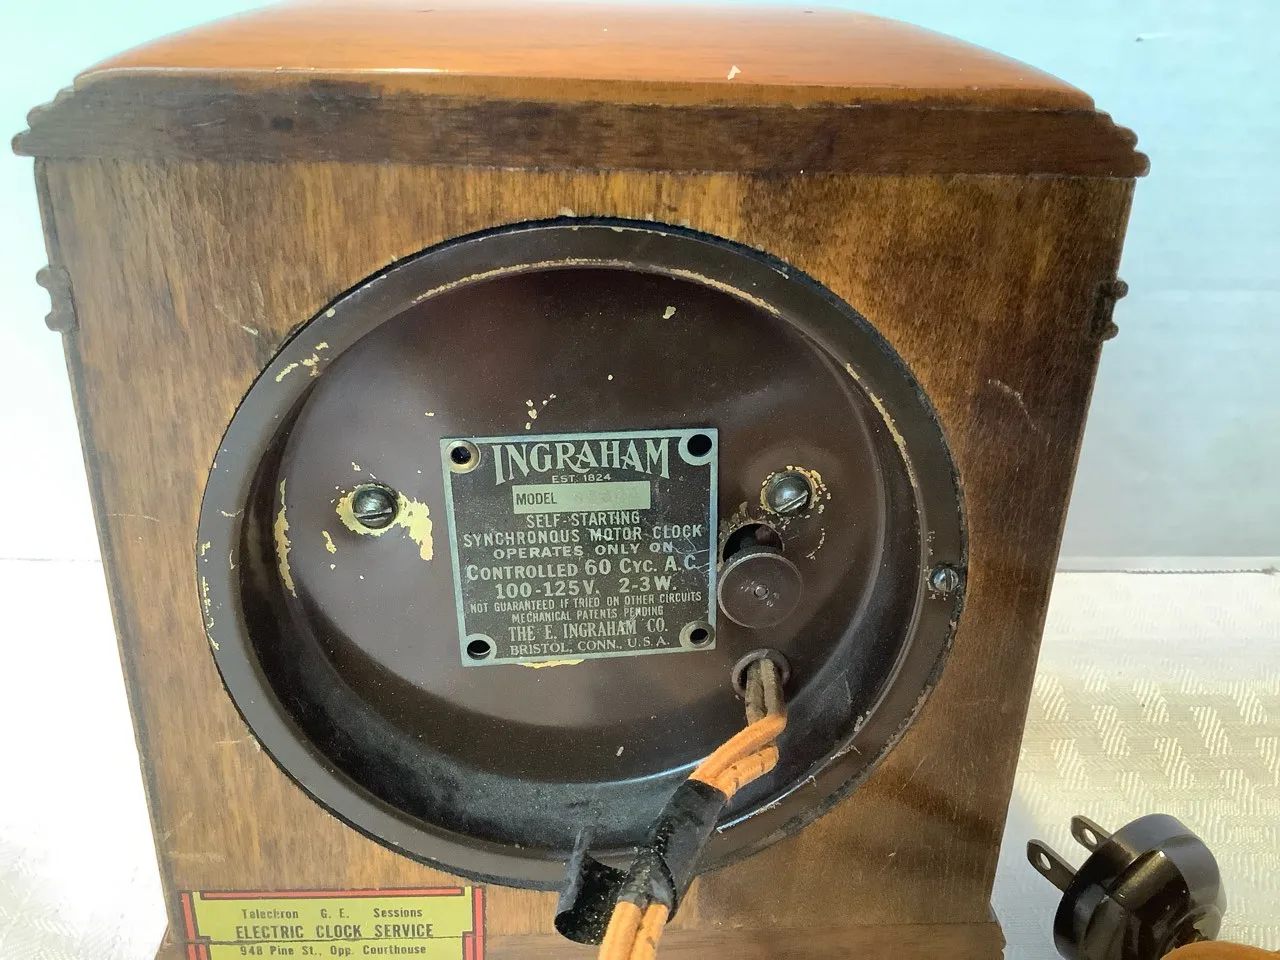 INGRAHAM
EST. 1824
MODEL
SELF-STARTING
SYNCHRONOUS MOTOR CLOCK
OPERATES ONLY ON
CONTROLLED 60 CYC. A.C.
100-125V. 2-3W.
NOT GUARANTEED IF TRIED ON OTHER CIRCUITS
MECHANICAL PATENTS PENDING
THE E. INGRAHAM CO.
BRISTOL, CONN., U.S.A.
Telechron G. E. Sessions
ELECTRIC CLOCK SERVICE
948 Pine St., Opp. Courthouse